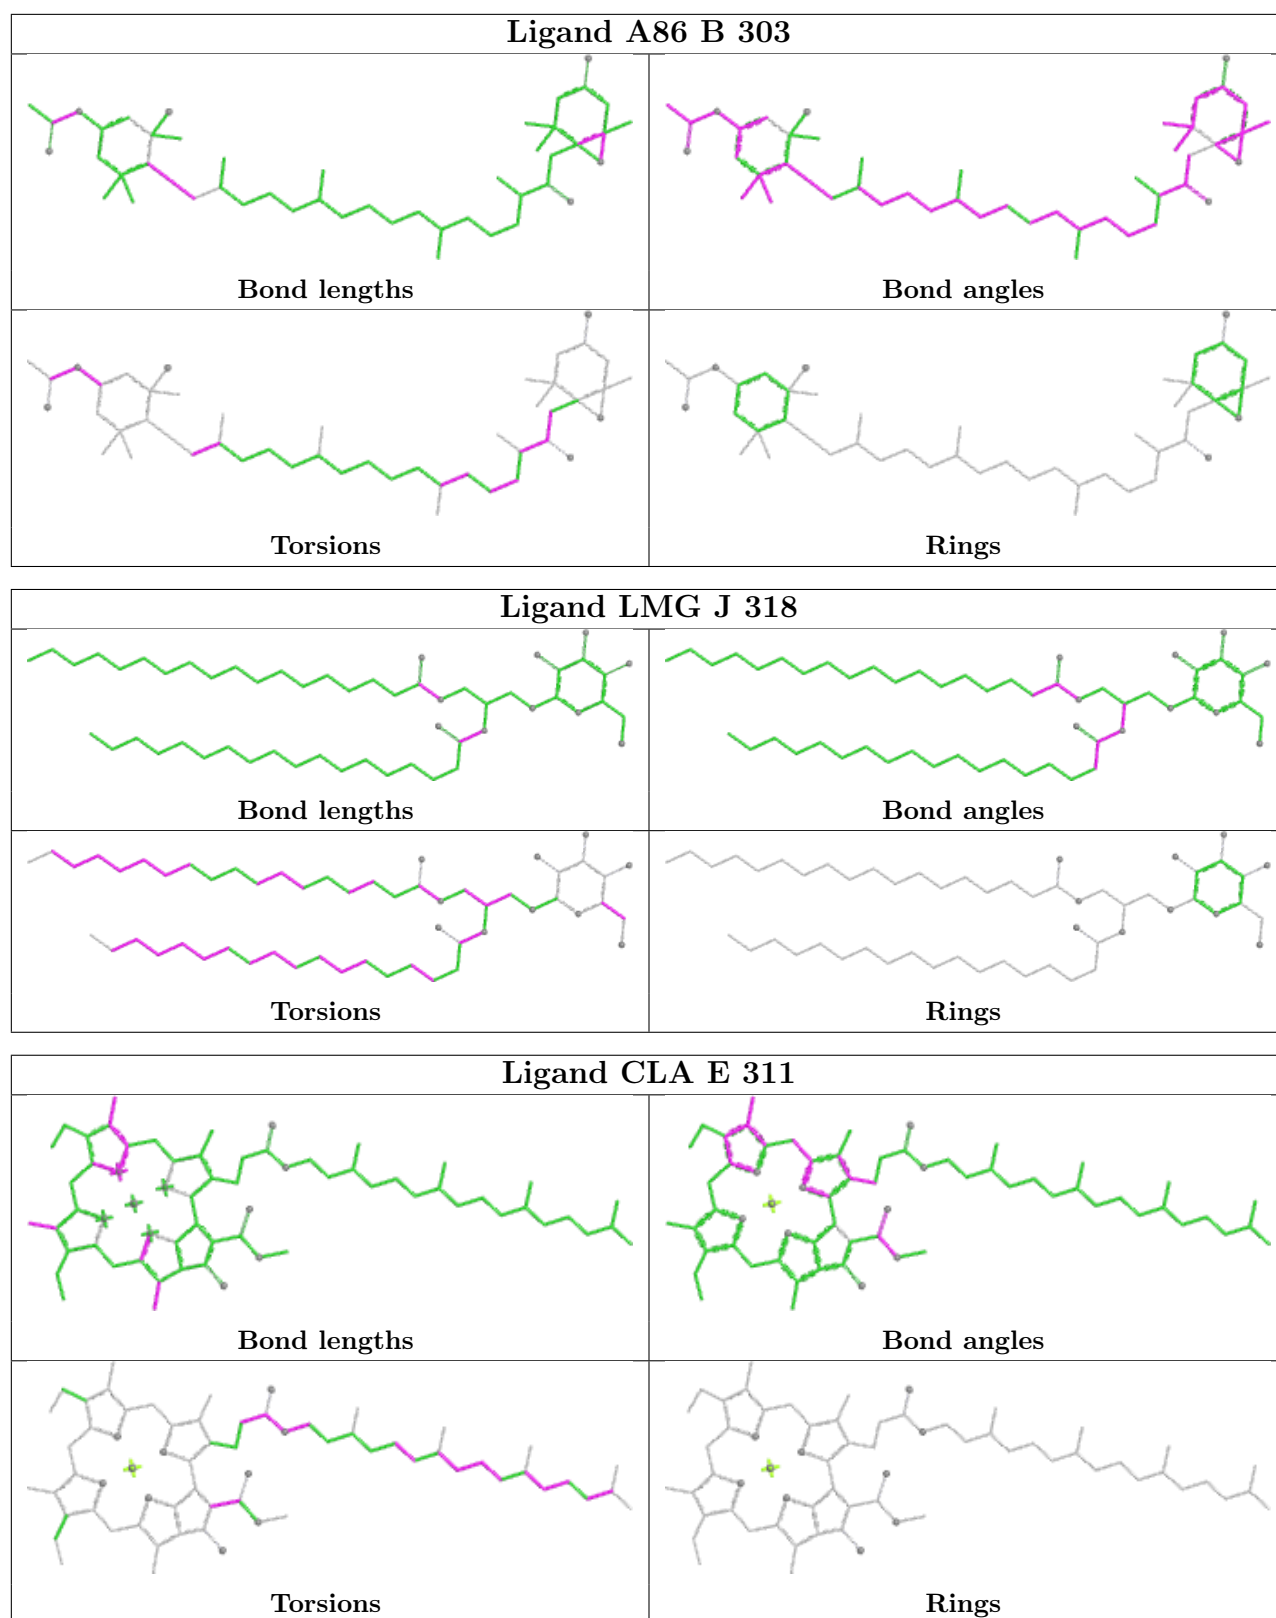 Ligand A86 B 303
Bond lengths
Bond angles
Torsions
Rings
Ligand LMG J 318
Bond lengths
Bond angles
Torsions
Rings
Ligand CLA E 311
Bond lengths
Bond angles
Torsions
Rings